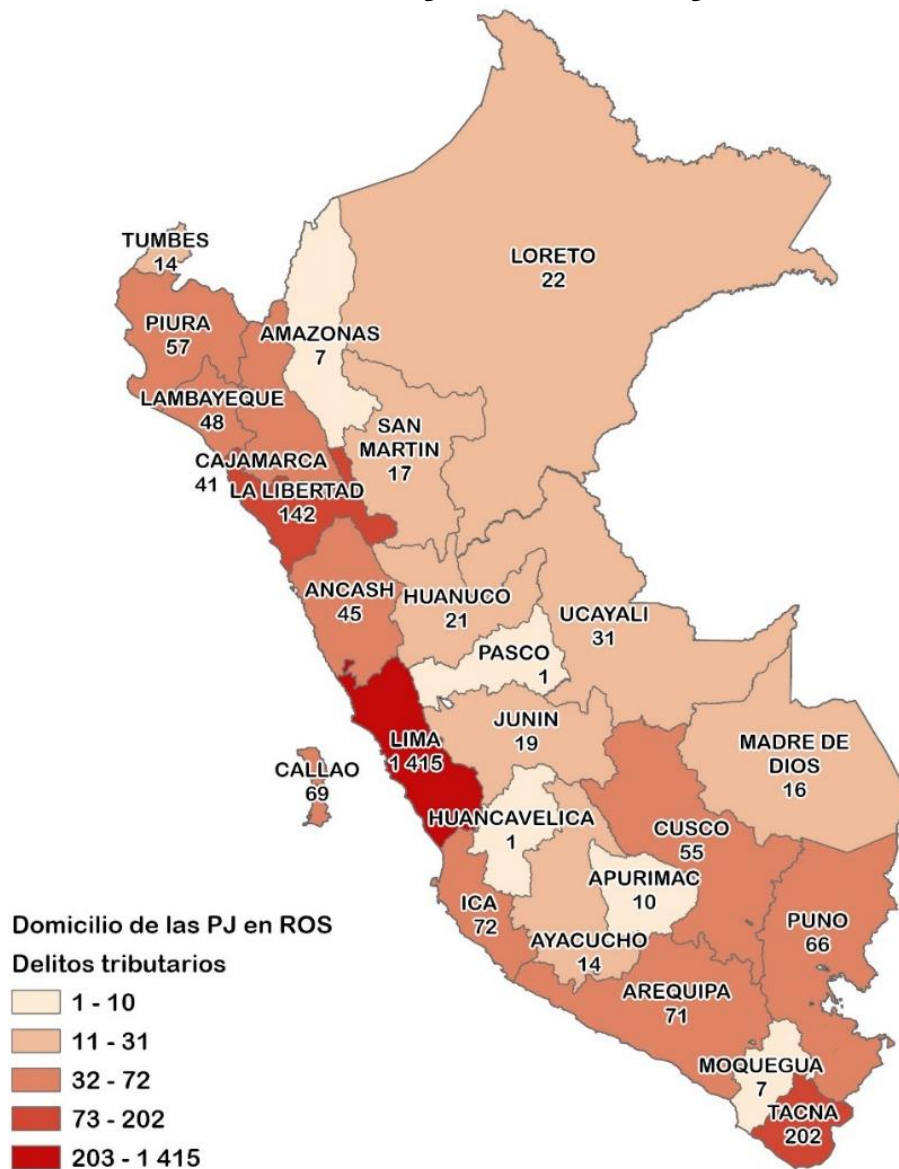 TUMBES
14
LORETO
22
PIURA
57
AMAZONAS
7
LAMBAYEQUE
48
SAN
MARTIN
17
CAJAMARCA
41
LA LIBERTAD
142
ANCASH
45
HUANUCO
21
UCAYALI
31
PASCO
1
JUNIN
19
LIMA
1 415
MADRE DE
DIOS
16
CALLAO
69
HUANCAVELICA
1
CUSCO
55
APURIMAC
10
ICA
72
PUNO
66
AYACUCHO
14
AREQUIPA
71
MOQUEGUA
7
TACNA
202
Domicilio de las PJ en ROS
Delitos tributarios
1 - 10
11 - 31
32 - 72
73 - 202
203 - 1 415